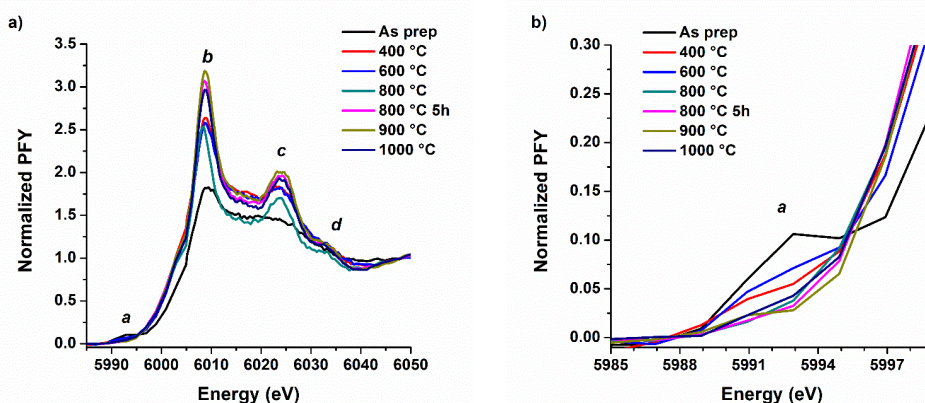 a)
As prep
400 °C
600 °C
800 °C
800 °C 5h
900 °C
1000 °C
a
b
c
d
Normalized PFY
3.5
3.0
2.5
2.0
1.5
1.0
0.5
0.0
5990 6000 6010 6020 6030 6040 6050
Energy (eV)
b)
As prep
400 °C
600 °C
800 °C
800 °C 5h
900 °C
1000 °C
a
Normalized PFY
0.30
0.25
0.20
0.15
0.10
0.05
0.00
5985 5988 5991 5994 5997
Energy (eV)